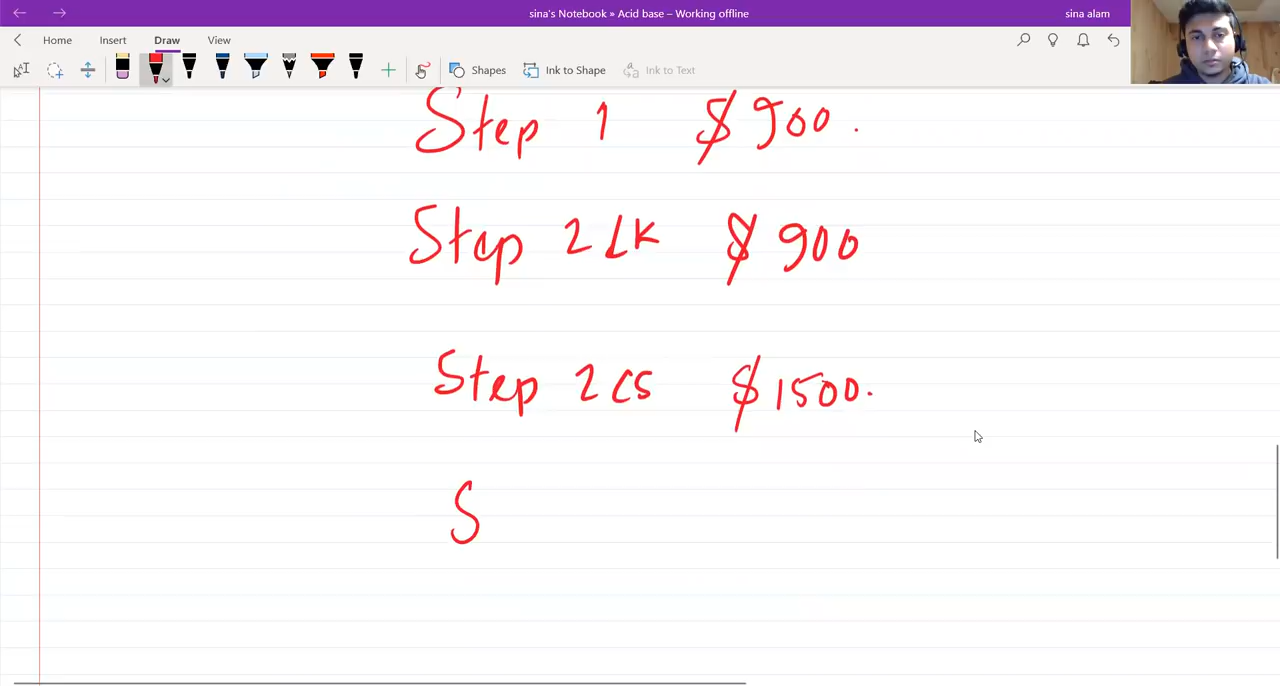 sina's Notebook » Acid base – Working offline
sina alam
Home Insert Draw View
Shapes Ink to Shape Ink to Text
Step 1 $900.
Step 2 CK $900
Step 2 CS $1500.
S